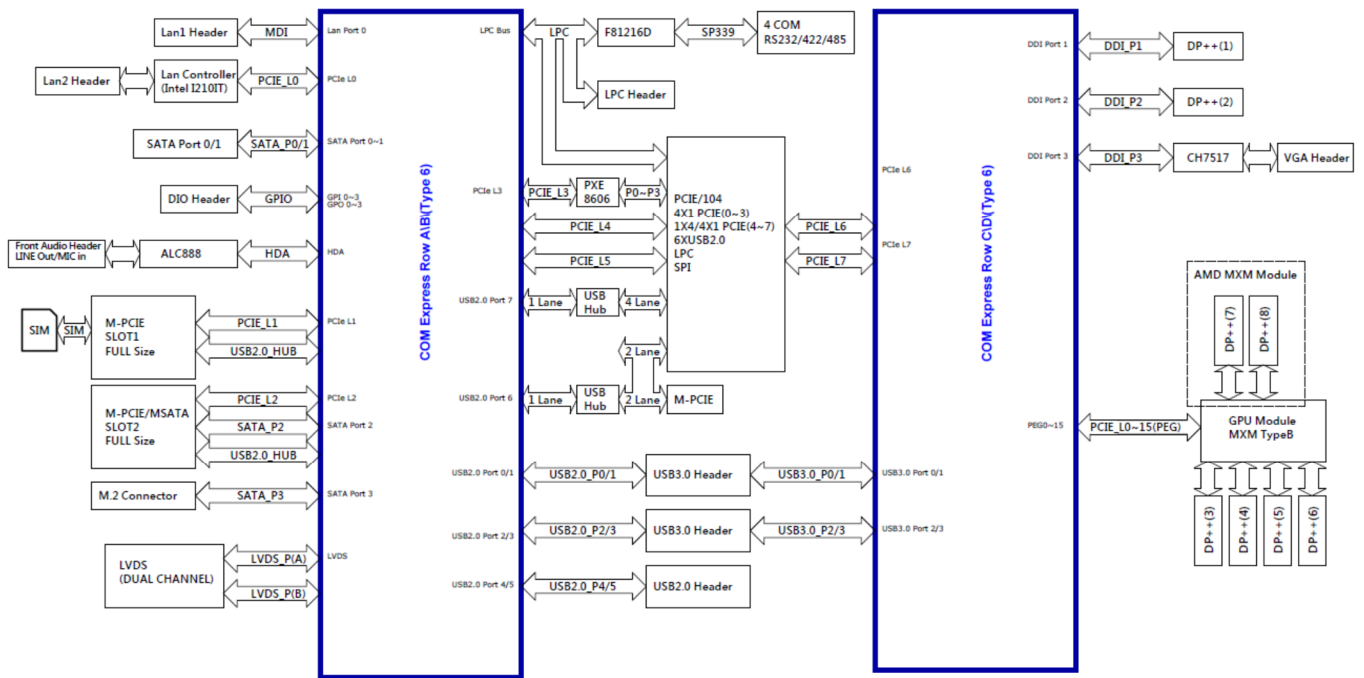 Lan1 Header
MDI
Lan Port 0
Lan2 Header
Lan Controller
(Intel I210IT)
PCIE_L0
PCIe L0
SATA Port 0/1
SATA_P0/1
SATA Port 0~1
DIO Header
GPIO
GPI 0~3
GPO 0~3
Front Audio Header
LINE Out/MIC in
ALC888
HDA
HDA
SIM
SIM
M-PCIE
SLOT1
FULL Size
PCIE_L1
USB2.0_HUB
PCIe L1
M-PCIE/MSATA
SLOT2
FULL Size
PCIE_L2
SATA_P2
USB2.0_HUB
PCIe L2
SATA Port 2
M.2 Connector
SATA_P3
SATA Port 3
LVDS
(DUAL CHANNEL)
LVDS_P(A)
LVDS_P(B)
LVDS
COM Express Row A\B\(Type 6)
LPC Bus
LPC
F81216D
SP339
4 COM
RS232/422/485
LPC Header
PCIe L3
PCIE_L3
PXE
8606
P0~P3
PCIE_L4
PCIE_L5
PCIE/104
4X1 PCIE(0~3)
1X4/4X1 PCIE(4~7)
6XUSB2.0
LPC
SPI
USB2.0 Port 7
1 Lane
USB
Hub
4 Lane
2 Lane
USB2.0 Port 6
1 Lane
USB
Hub
2 Lane
M-PCIE
USB2.0 Port 0/1
USB2.0_P0/1
USB3.0 Header
USB3.0_P0/1
USB3.0 Port 0/1
USB2.0 Port 2/3
USB2.0_P2/3
USB3.0 Header
USB3.0_P2/3
USB3.0 Port 2/3
USB2.0 Port 4/5
USB2.0_P4/5
USB2.0 Header
PCIE_L6
PCIE_L7
PCIe L6
PCIe L7
COM Express Row C\D(Type 6)
DDI Port 1
DDI_P1
DP++(1)
DDI Port 2
DDI_P2
DP++(2)
DDI Port 3
DDI_P3
CH7517
VGA Header
AMD MXM Module
DP++(7)
DP++(8)
PEG0~15
PCIE_L0~15(PEG)
GPU Module
MXM TypeB
DP++(3)
DP++(4)
DP++(5)
DP++(6)